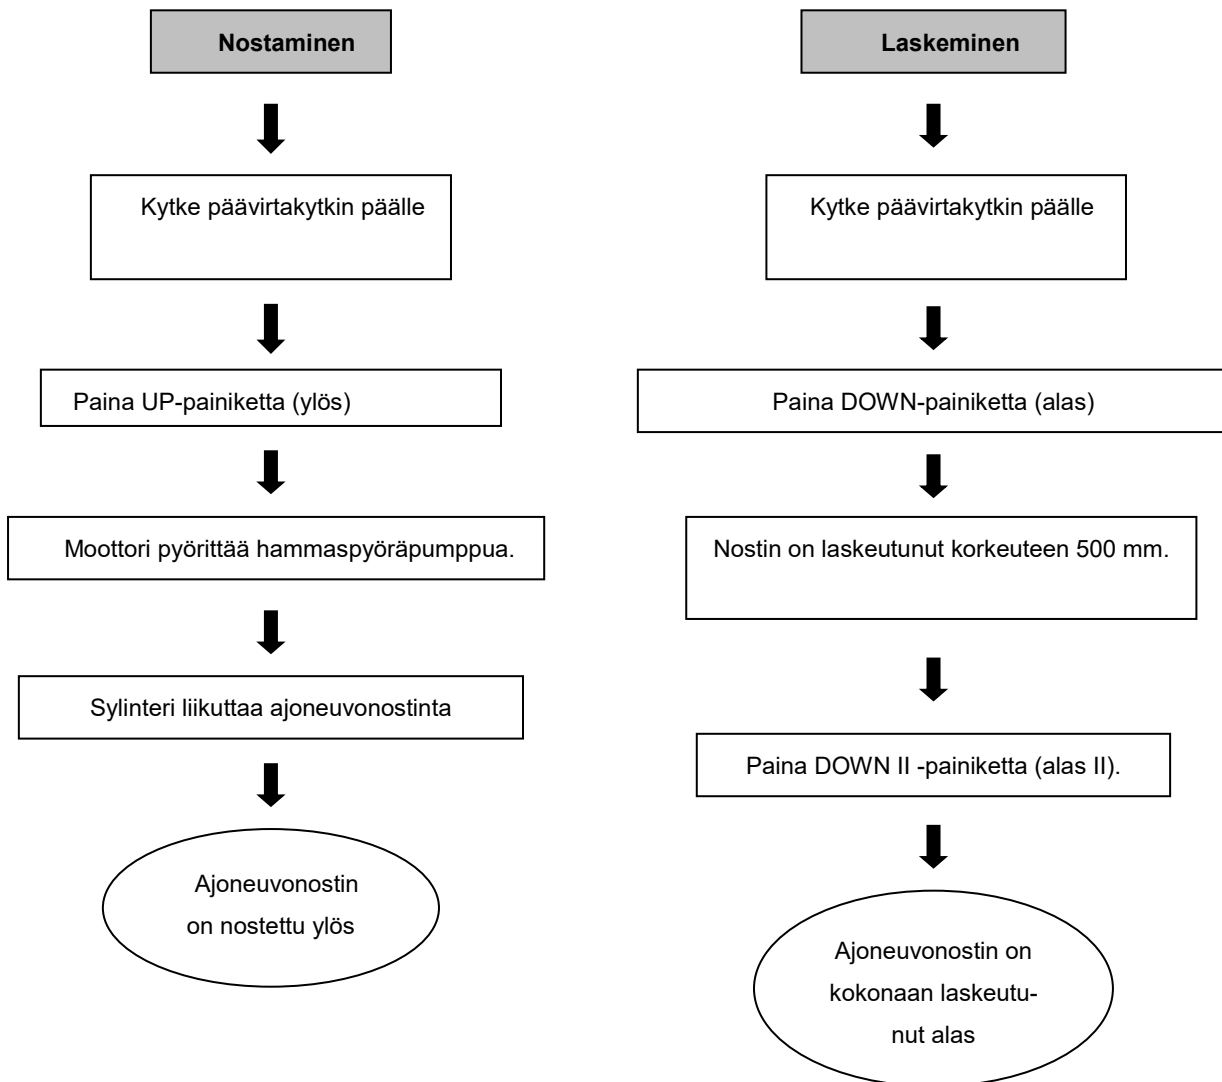 Nostaminen
Kytke päävirtakytkin päälle
Paina UP-painiketta (ylös)
Moottori pyörittää hammaspyöräpumppua.
Sylinteri liikuttaa ajoneuvonostinta
Ajoneuvonostin
on nostettu ylös
Laskeminen
Kytke päävirtakytkin päälle
Paina DOWN-painiketta (alas)
Nostin on laskeutunut korkeuteen 500 mm.
Paina DOWN II -painiketta (alas II).
Ajoneuvonostin on
kokonaan laskeutu-
nut alas